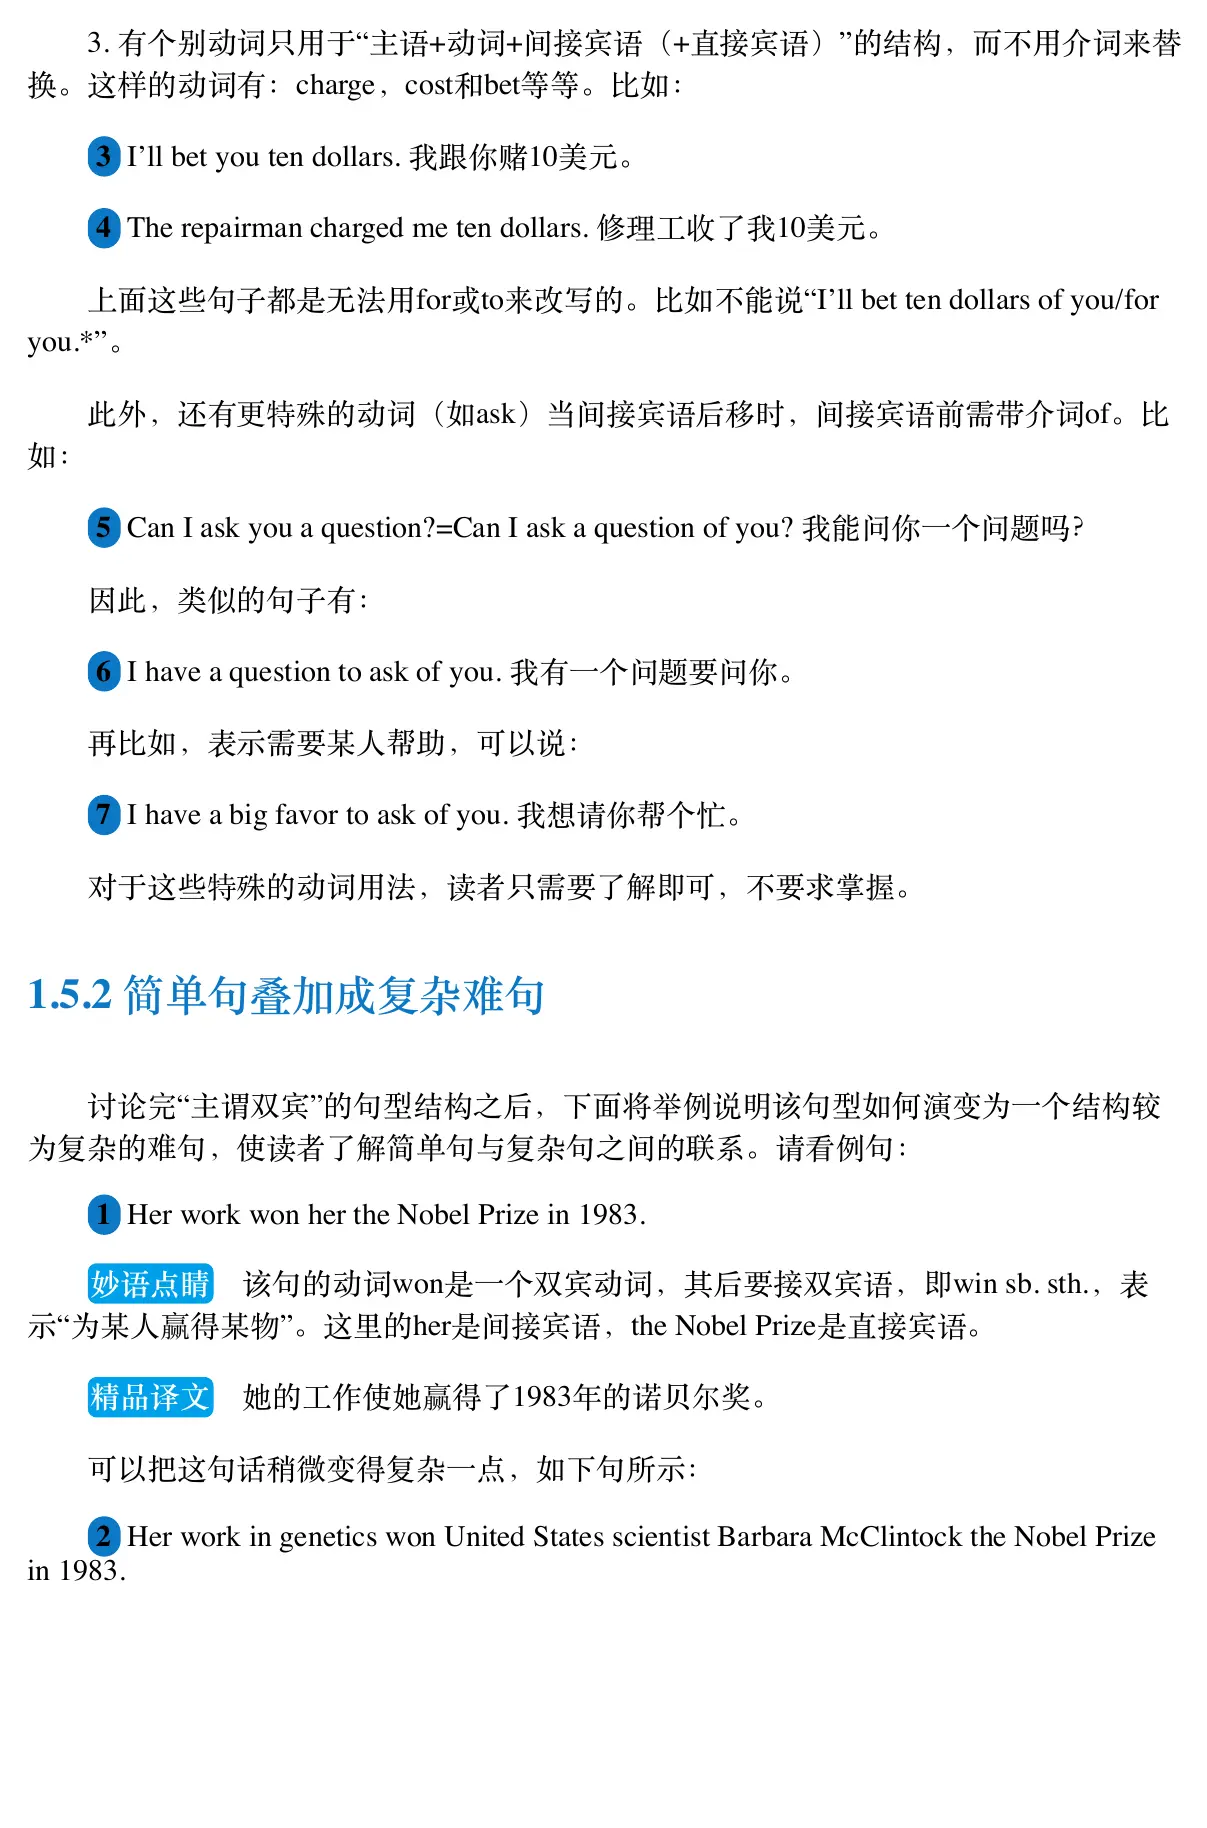 3. 有个别动词只用于“主语+动词+间接宾语（+直接宾语）”的结构，而不用介词来替
换。这样的动词有：charge，cost和bet等等。比如：
3 I’ll bet you ten dollars. 我跟你赌10美元。
4 The repairman charged me ten dollars. 修理工收了我10美元。
上面这些句子都是无法用for或to来改写的。比如不能说“I’ll bet ten dollars of you/for
you.*”。
此外，还有更特殊的动词（如ask）当间接宾语后移时，间接宾语前需带介词of。比
如：
5 Can I ask you a question?=Can I ask a question of you? 我能问你一个问题吗？
因此，类似的句子有：
6 I have a question to ask of you. 我有一个问题要问你。
再比如，表示需要某人帮助，可以说：
7 I have a big favor to ask of you. 我想请你帮个忙。
对于这些特殊的动词用法，读者只需要了解即可，不要求掌握。
1.5.2 简单句叠加成复杂难句
讨论完“主谓双宾”的句型结构之后，下面将举例说明该句型如何演变为一个结构较
为复杂的难句，使读者了解简单句与复杂句之间的联系。请看例句：
1 Her work won her the Nobel Prize in 1983.
妙语点睛 该句的动词won是一个双宾动词，其后要接双宾语，即win sb. sth.，表
示“为某人赢得某物”。这里的her是间接宾语，the Nobel Prize是直接宾语。
精品译文 她的工作使她赢得了1983年的诺贝尔奖。
可以把这句话稍微变得复杂一点，如下句所示：
2 Her work in genetics won United States scientist Barbara McClintock the Nobel Prize
in 1983.